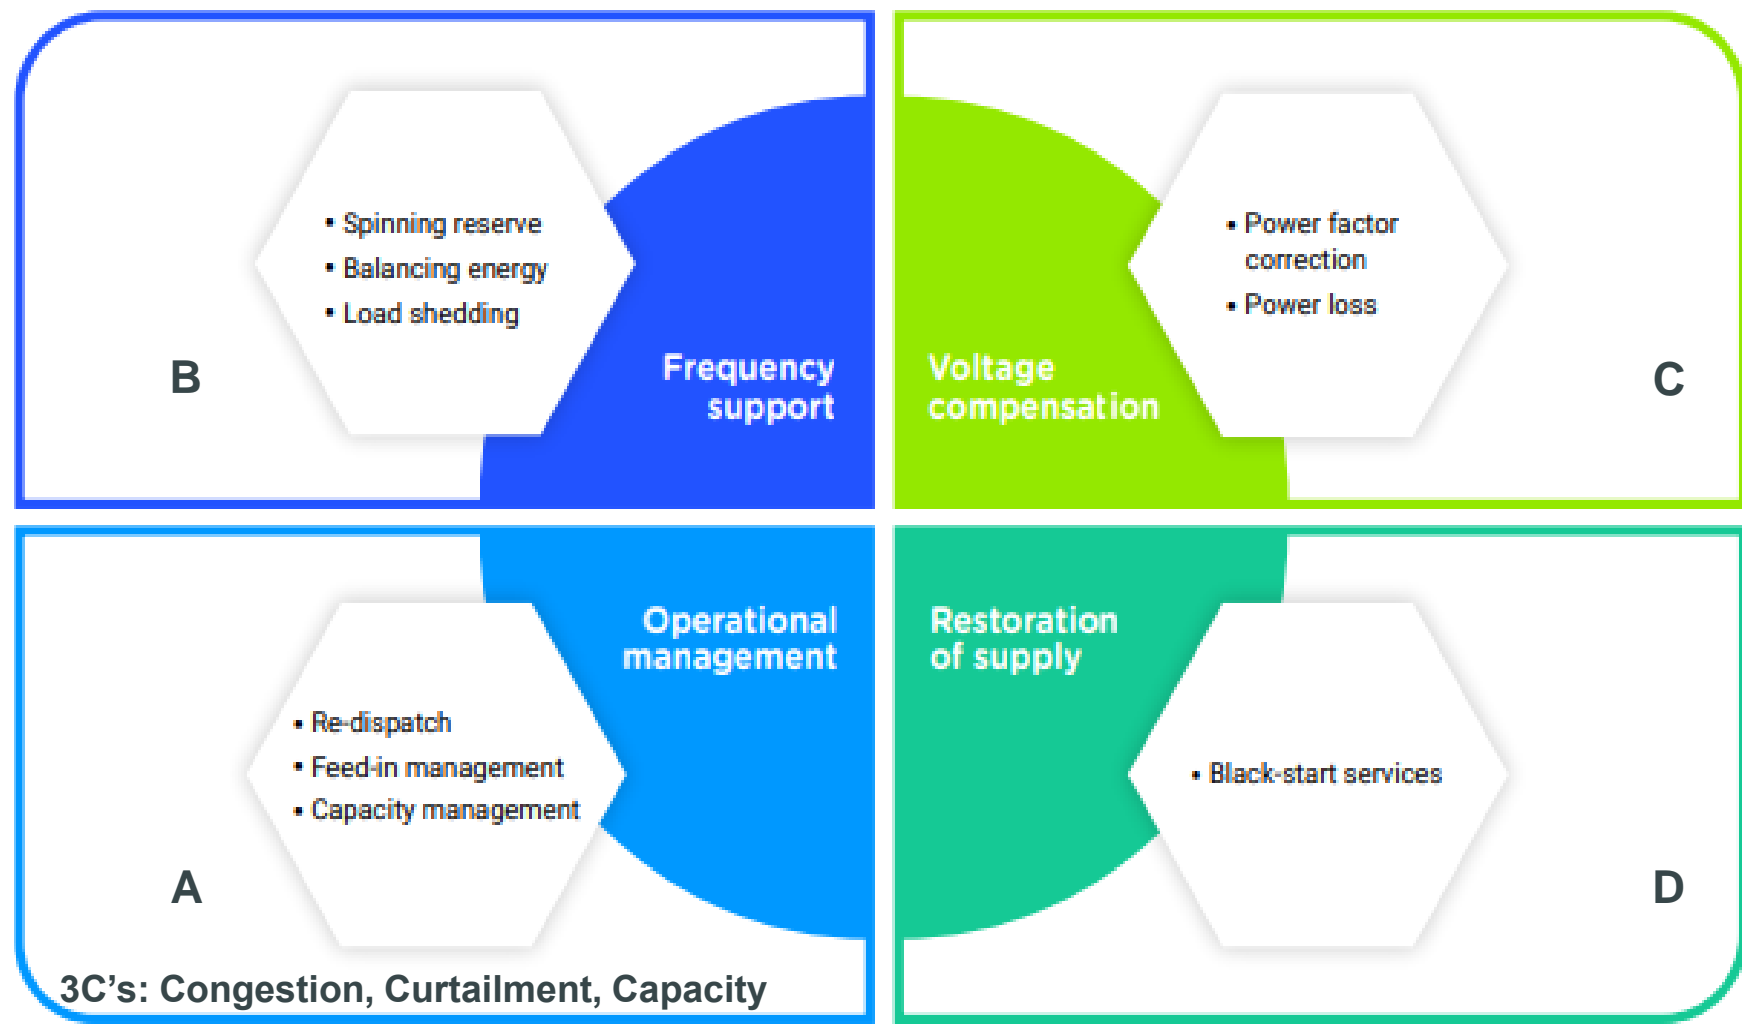 • Spinning reserve
• Balancing energy
• Load shedding
B
Frequency
support
Voltage
compensation
• Power factor
correction
• Power loss
C
Operational
management
• Re-dispatch
• Feed-in management
• Capacity management
A
3C’s: Congestion, Curtailment, Capacity
Restoration
of supply
• Black-start services
D